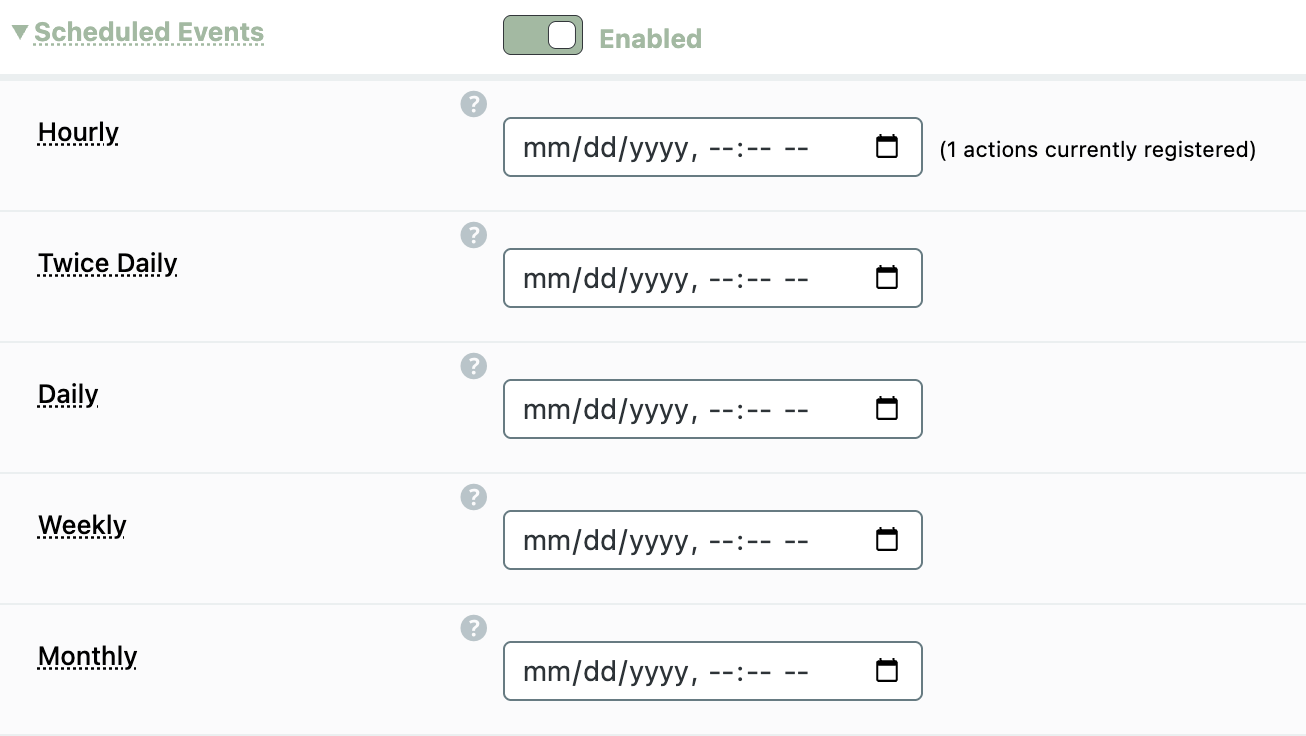 ▼ Scheduled Events Enabled
?
Hourly mm/dd/yyyy, --:-- -- (1 actions currently registered)
?
Twice Daily mm/dd/yyyy, --:-- --
?
Daily mm/dd/yyyy, --:-- --
?
Weekly mm/dd/yyyy, --:-- --
?
Monthly mm/dd/yyyy, --:-- --